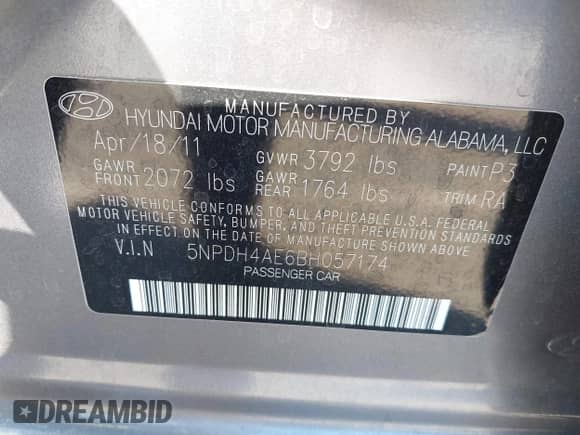 MANUFACTURED BY
HYUNDAI MOTOR MANUFACTURING ALABAMA, LLC
Apr/18/11 GVWR 3792 lbs PAINT P3
GAWR FRONT 2072 lbs GAWR REAR 1764 lbs TRIM RA
THIS VEHICLE CONFORMS TO ALL APPLICABLE U.S.A. FEDERAL
MOTOR VEHICLE SAFETY, BUMPER, AND THEFT PREVENTION STANDARDS
IN EFFECT ON THE DATE OF MANUFACTURE SHOWN ABOVE.
V.I.N 5NPDH4AE6BH057174
PASSENGER CAR
DREAMBID